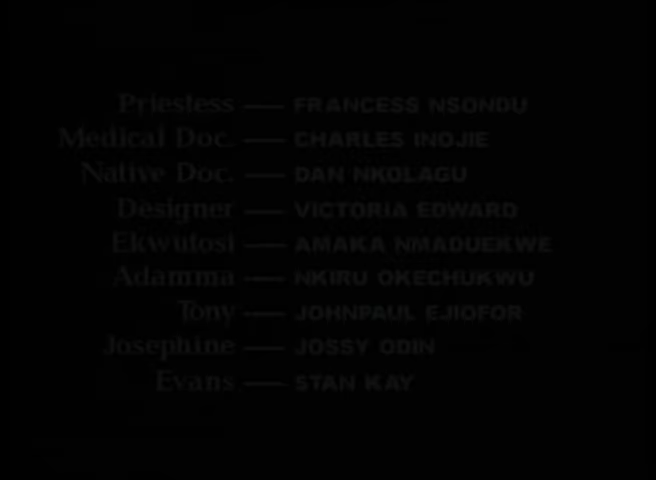 Priestess — FRANCESS NSONDU
Medical Doc. — CHARLES INOJIE
Native Doc. — DAN NKOLAGU
Designer — VICTORIA EDWARD
Ekwutosi — AMAKA NMADUEKWE
Adamma — NKIRU OKECHUKWU
Tony — JOHNPAUL EJIOFOR
Josephine — JOSSY ODIN
Evans — STAN KAY